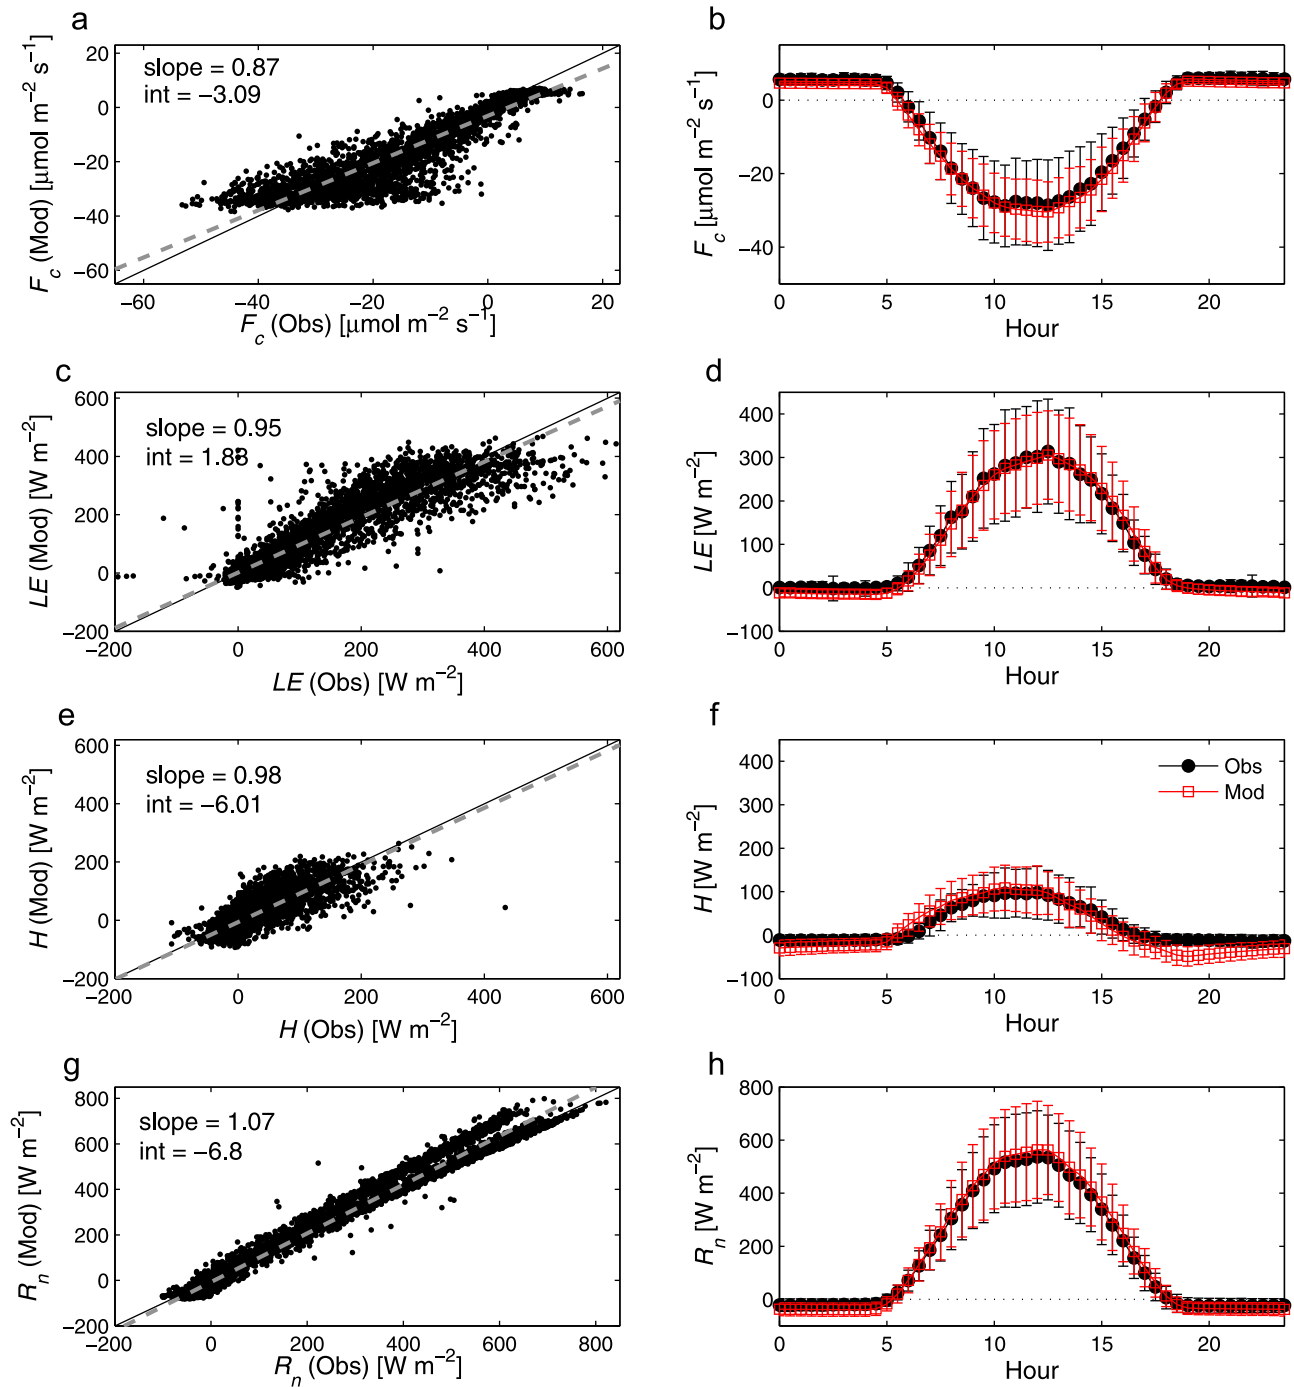 a
slope = 0.87
int = −3.09
20
0
−20
−40
−60
−60
−40
−20
0
20
F_c (Mod) [μmol m⁻² s⁻¹]
F_c (Obs) [μmol m⁻² s⁻¹]
b
0
−20
−40
0
5
10
15
20
F_c [μmol m⁻² s⁻¹]
Hour
c
slope = 0.95
int = 1.83
600
400
200
0
−200
−200
0
200
400
600
LE (Mod) [W m⁻²]
LE (Obs) [W m⁻²]
d
400
300
200
100
0
−100
0
5
10
15
20
LE [W m⁻²]
Hour
e
slope = 0.98
int = −6.01
600
400
200
0
−200
−200
0
200
400
600
H (Mod) [W m⁻²]
H (Obs) [W m⁻²]
f
Obs
Mod
400
300
200
100
0
−100
0
5
10
15
20
H [W m⁻²]
Hour
g
slope = 1.07
int = −6.8
800
600
400
200
0
−200
−200
0
200
400
600
800
R_n (Mod) [W m⁻²]
R_n (Obs) [W m⁻²]
h
800
600
400
200
0
−100
0
5
10
15
20
R_n [W m⁻²]
Hour